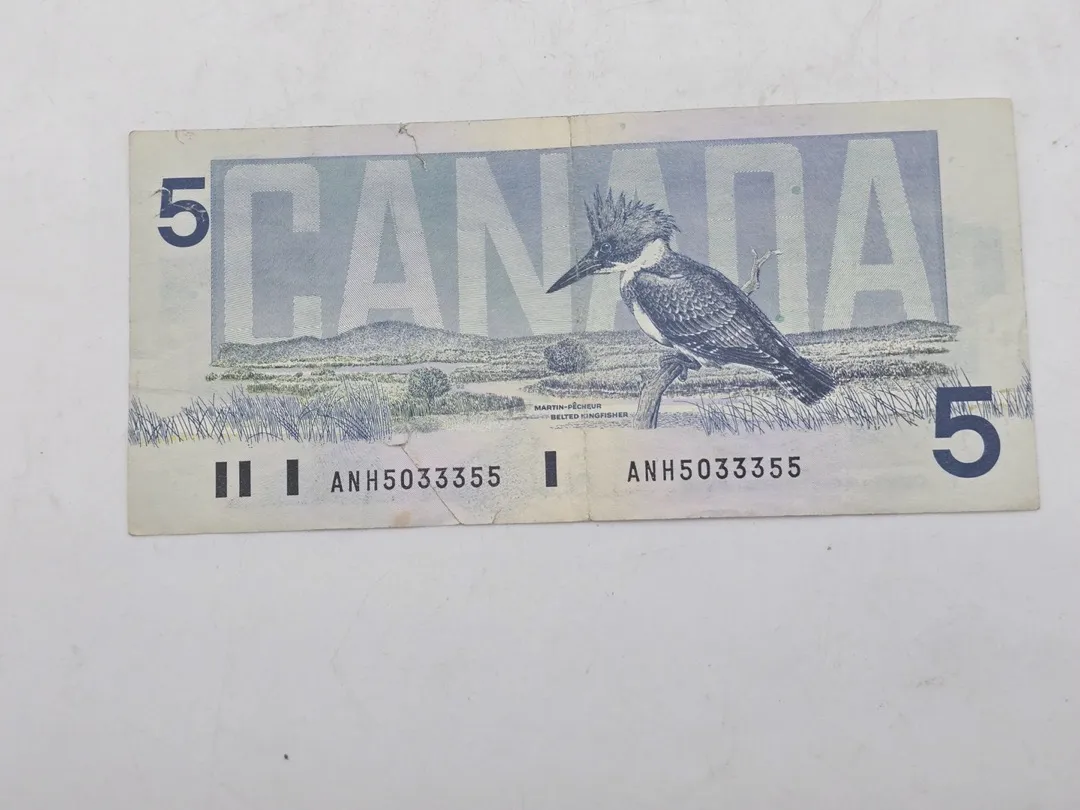 5
CANADA
MARTIN-PÊCHEUR
BELTED KINGFISHER
5
ANH5033355 ANH5033355